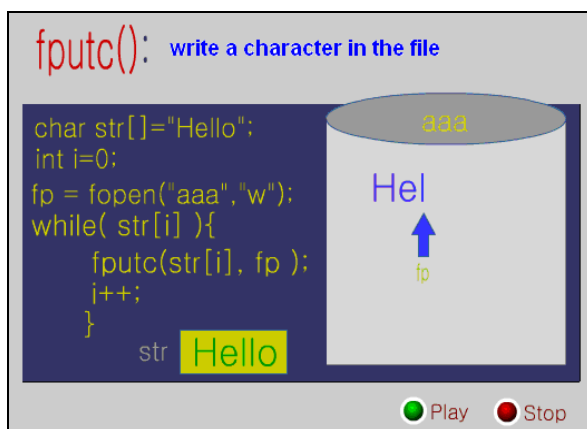 fputc(): write a character in the file
char str[]="Hello";
int i=0;
fp = fopen("aaa","w");
while( str[i] ){
fputc(str[i], fp );
i++;
}
str Hello
aaa
Hel
fp
Play Stop